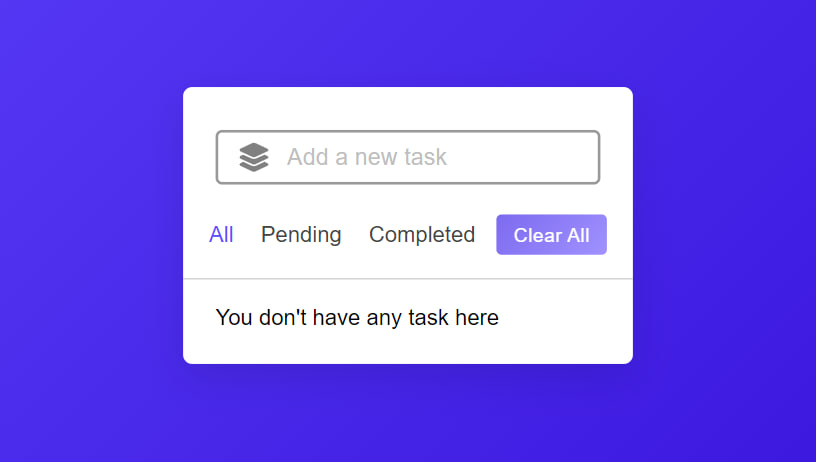 Add a new task
All Pending Completed Clear All
You don't have any task here